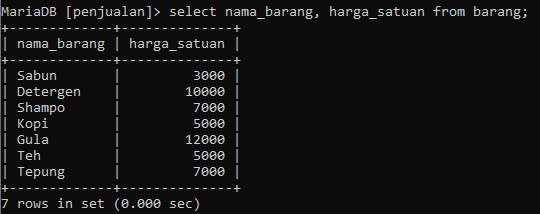 MariaDB [penjualan]> select nama_barang, harga_satuan from barang;
+-------------+--------------+
| nama_barang | harga_satuan |
+-------------+--------------+
| Sabun       |         3000 |
| Detergen    |        10000 |
| Shampo      |         7000 |
| Kopi        |         5000 |
| Gula        |        12000 |
| Teh         |         5000 |
| Tepung      |         7000 |
+-------------+--------------+
7 rows in set (0.000 sec)